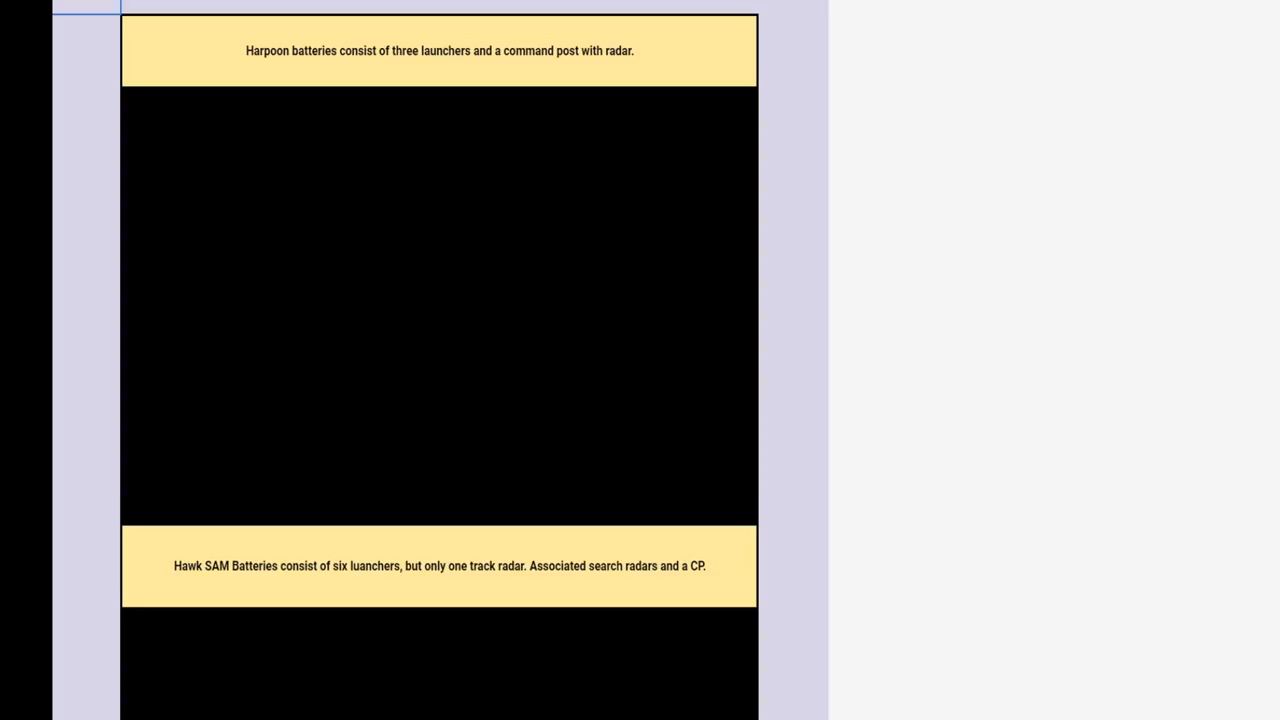 Harpoon batteries consist of three launchers and a command post with radar.
Hawk SAM Batteries consist of six luanchers, but only one track radar. Associated search radars and a CP.